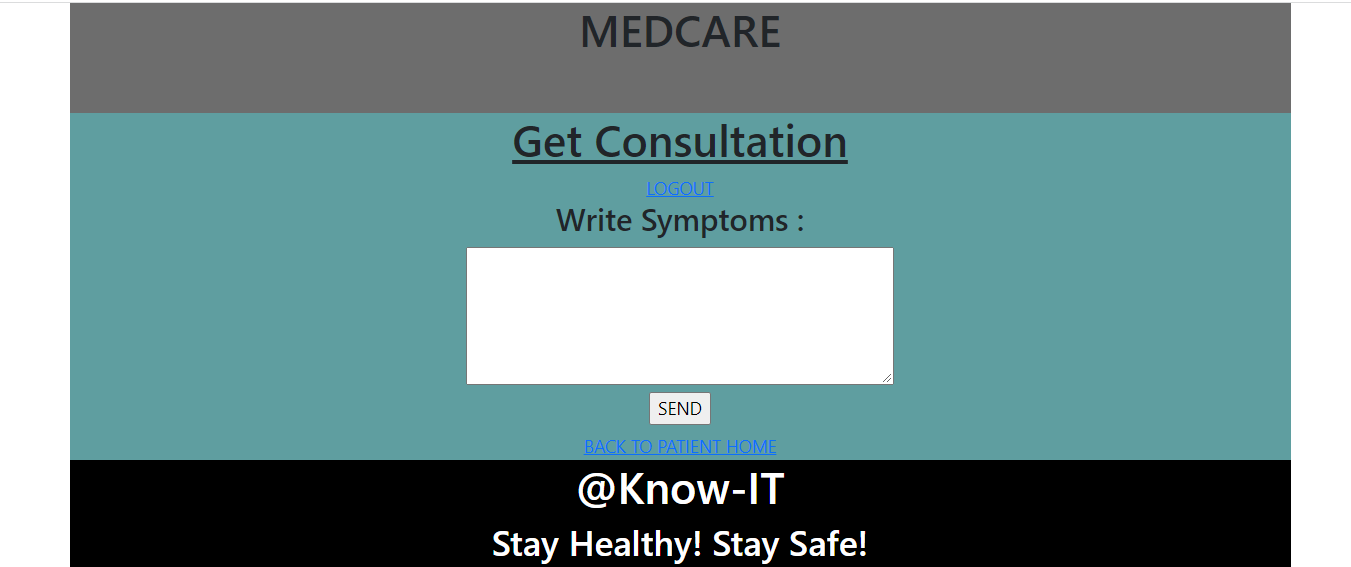 MEDCARE
Get Consultation
LOGOUT
Write Symptoms :
SEND
BACK TO PATIENT HOME
@Know-IT
Stay Healthy! Stay Safe!